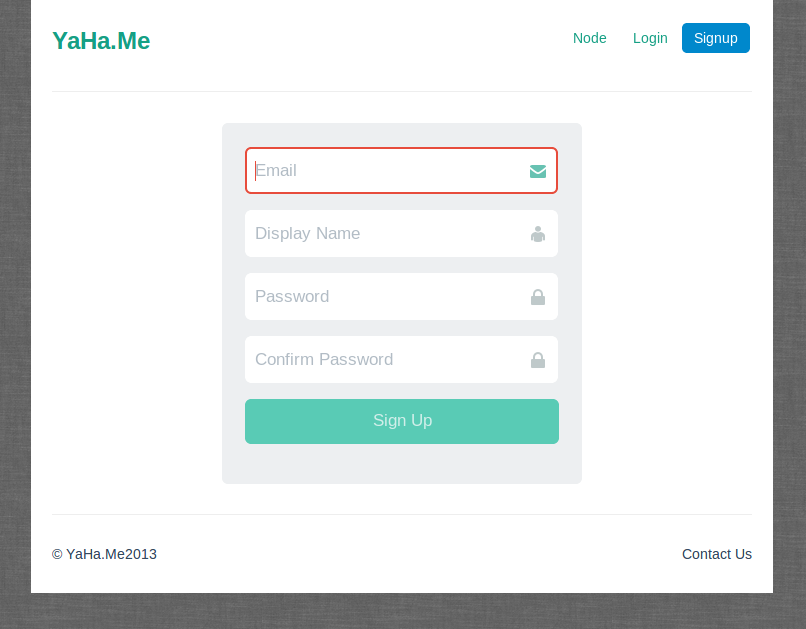 YaHa.Me
Node Login Signup
Email
Display Name
Password
Confirm Password
Sign Up
© YaHa.Me2013 Contact Us